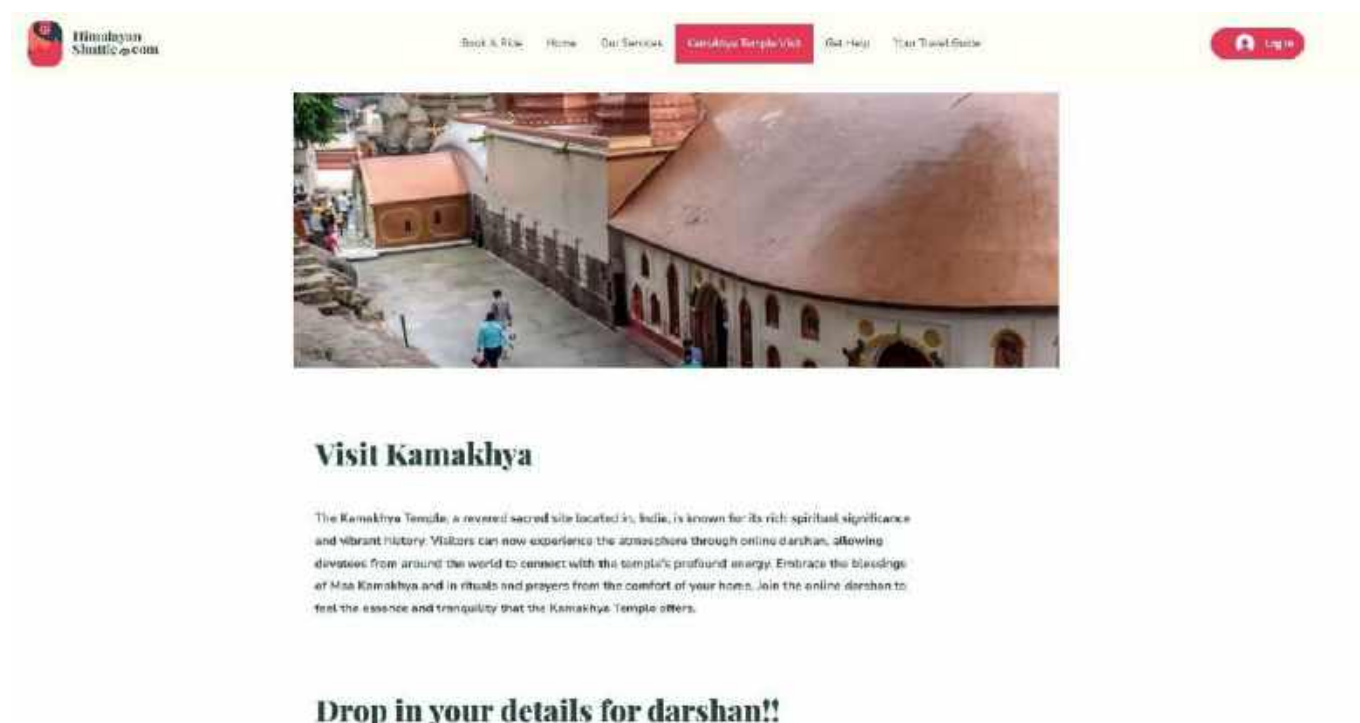 Himalayan
Shuttle.com
Book & Ride Home Our Services Kamakhya Temple Visit Get Help Your Travel Guide
Log In
Visit Kamakhya
The Kamakhya Temple, a revered sacred site located in, India, is known for its rich spiritual significance
and vibrant history. Visitors can now experience the atmosphere through online darshan, allowing
devotees from around the world to connect with the temple's profound energy. Embrace the blessings
of Maa Kamakhya and in rituals and prayers from the comfort of your home. Join the online darshan to
feel the essence and tranquility that the Kamakhya Temple offers.
Drop in your details for darshan!!